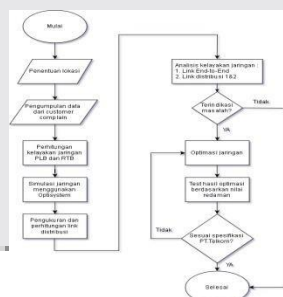 Mulai
Penentuan lokasi
Pengumpulan data
dan customer
complain
Perhitungan
kelayakan jaringan
PLB dan RTB
Simulasi jaringan
menggunakan
Optisystem
Pengukuran dan
perhitungan link
distribusi
Analisis kelayakan jaringan :
1. Link End-to-End
2. Link distribusi 1&2
Terindikasi
masalah?
Tidak
YA
Optimasi jaringan
Test hasil optimasi
berdasarkan nilai
redaman
Sesuai spesifikasi
PT.Telkom?
Tidak
YA
Selesai